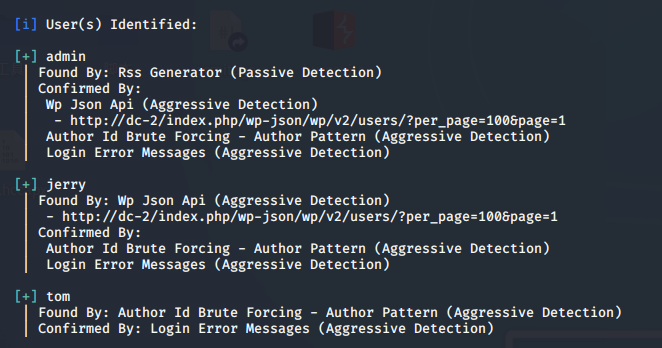 [i] User(s) Identified:
[+] admin
| Found By: Rss Generator (Passive Detection)
| Confirmed By:
|  Wp Json Api (Aggressive Detection)
|   - http://dc-2/index.php/wp-json/wp/v2/users/?per_page=100&page=1
|  Author Id Brute Forcing - Author Pattern (Aggressive Detection)
|  Login Error Messages (Aggressive Detection)
[+] jerry
| Found By: Wp Json Api (Aggressive Detection)
|  - http://dc-2/index.php/wp-json/wp/v2/users/?per_page=100&page=1
| Confirmed By:
|  Author Id Brute Forcing - Author Pattern (Aggressive Detection)
|  Login Error Messages (Aggressive Detection)
[+] tom
| Found By: Author Id Brute Forcing - Author Pattern (Aggressive Detection)
| Confirmed By: Login Error Messages (Aggressive Detection)